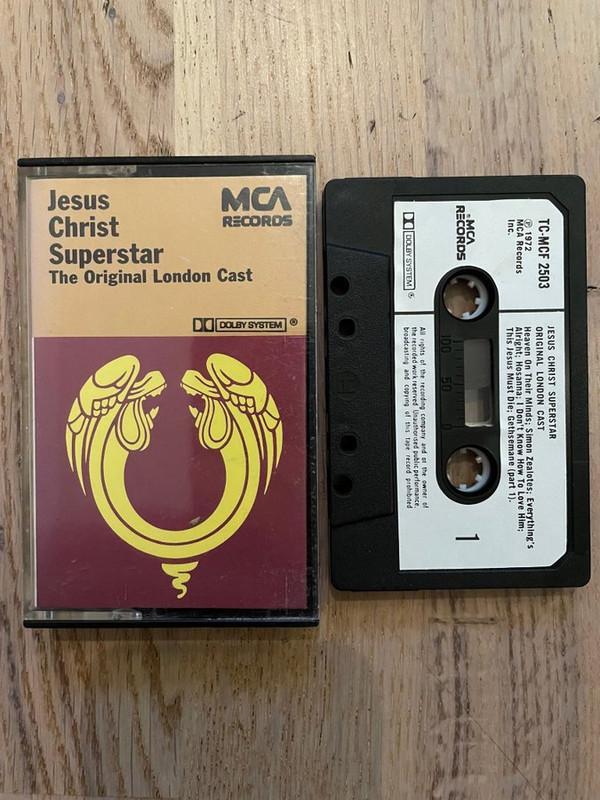 Jesus
Christ
Superstar
The Original London Cast
MCA
RECORDS
DOLBY SYSTEM ®
TC-MCF 2503
℗ 1972
MCA Records
Inc.
MCA
RECORDS
DOLBY SYSTEM ®
JESUS CHRIST SUPERSTAR
ORIGINAL LONDON CAST
Heaven On Their Minds; Simon Zealotes; Everything's
Alright; Hosanna; I Don't Know How To Love Him;
This Jesus Must Die; Gethsemane (part 1).
1
100 50 0
All rights of the recording company and of the owner of
the recorded work reserved Unauthorised public performance,
broadcasting and copying of this tape record prohibited